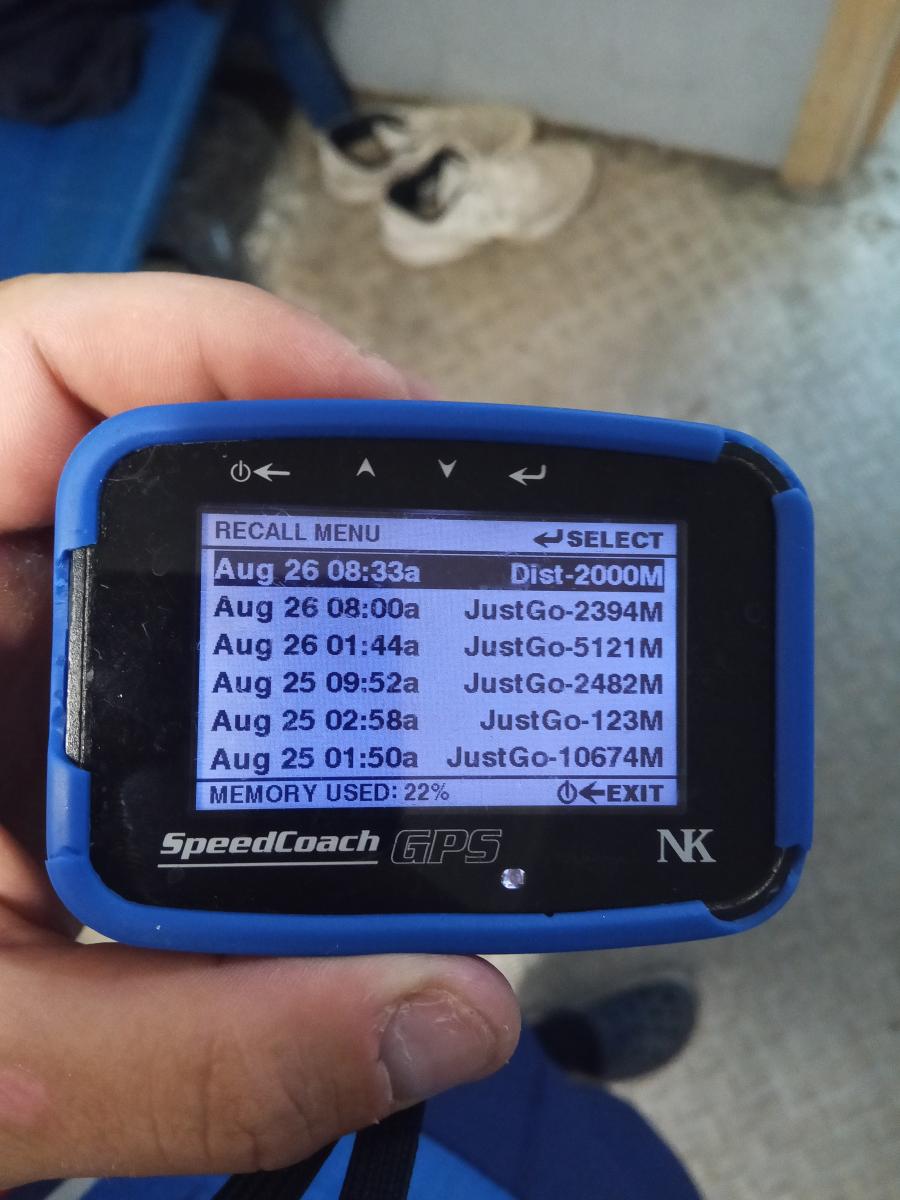 RECALL MENU SELECT
Aug 26 08:33a Dist-2000M
Aug 26 08:00a JustGo-2394M
Aug 26 01:44a JustGo-5121M
Aug 25 09:52a JustGo-2482M
Aug 25 02:58a JustGo-123M
Aug 25 01:50a JustGo-10674M
MEMORY USED: 22% EXIT
SpeedCoach GPS NK